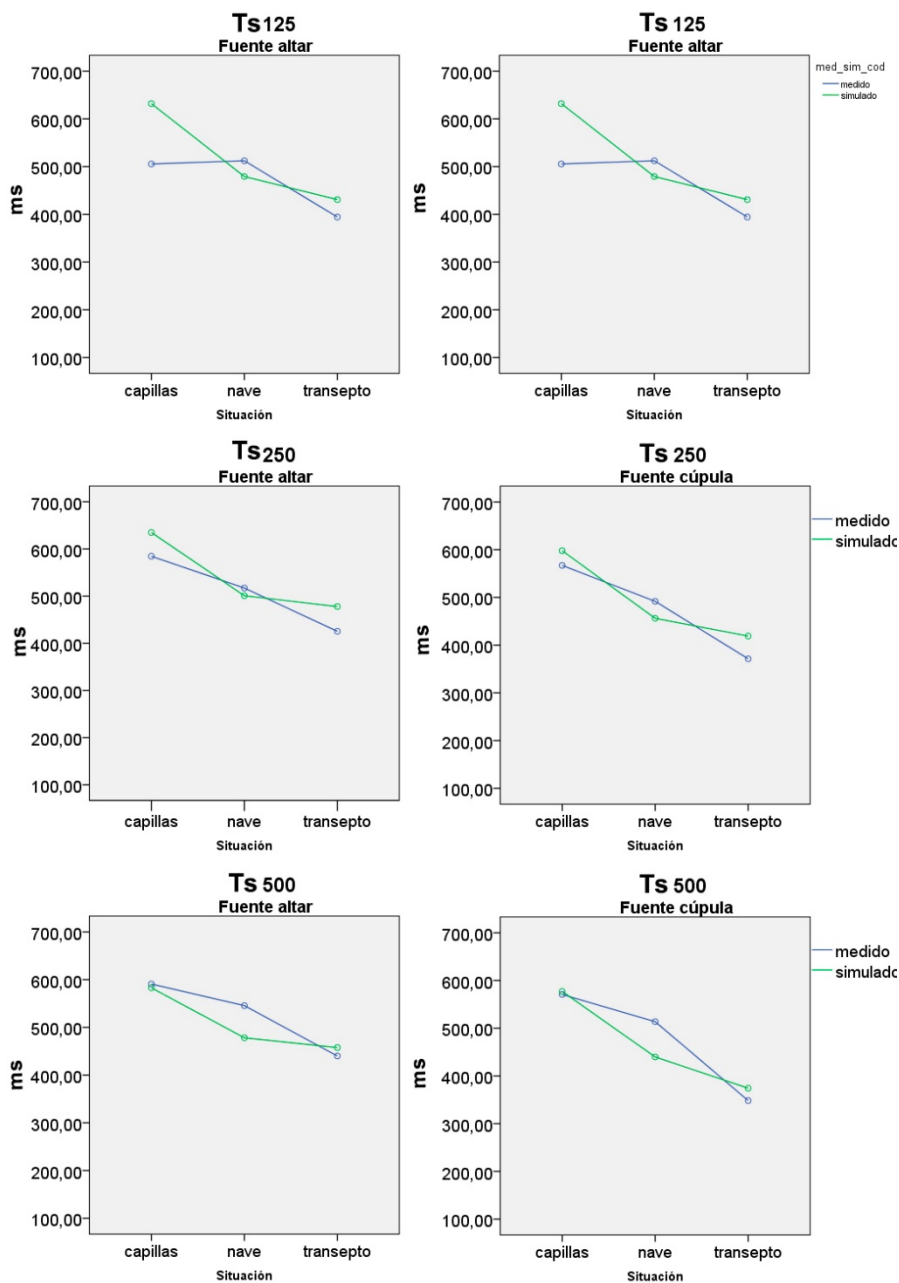 Ts125
Fuente altar
700,00
600,00
500,00
400,00
300,00
200,00
100,00
ms
capillas nave transepto
Situación
Ts 125
Fuente altar
700,00
600,00
500,00
400,00
300,00
200,00
100,00
ms
capillas nave transepto
Situación
med_sim_cod
medido
simulado
Ts250
Fuente altar
700,00
600,00
500,00
400,00
300,00
200,00
100,00
ms
capillas nave transepto
Situación
Ts 250
Fuente cúpula
700,00
600,00
500,00
400,00
300,00
200,00
100,00
ms
capillas nave transepto
Situación
medido
simulado
Ts 500
Fuente altar
700,00
600,00
500,00
400,00
300,00
200,00
100,00
ms
capillas nave transepto
Situación
Ts 500
Fuente cúpula
700,00
600,00
500,00
400,00
300,00
200,00
100,00
ms
capillas nave transepto
Situación
medido
simulado